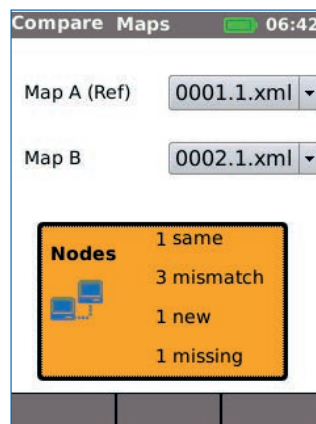 Compare Maps 06:42
Map A (Ref) 0001.1.xml
Map B 0002.1.xml
Nodes
1 same
3 mismatch
1 new
1 missing